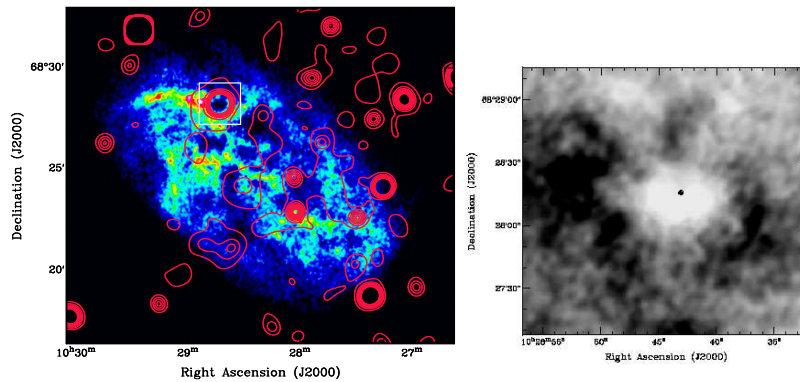 68°30'
25'
20'
10h30m
29m
28m
27m
Right Ascension (J2000)
Declination (J2000)
68°29'00"
28'30"
28'00"
27'30"
50s
45s
40s
35s
Right Ascension (J2000)
Declination (J2000)